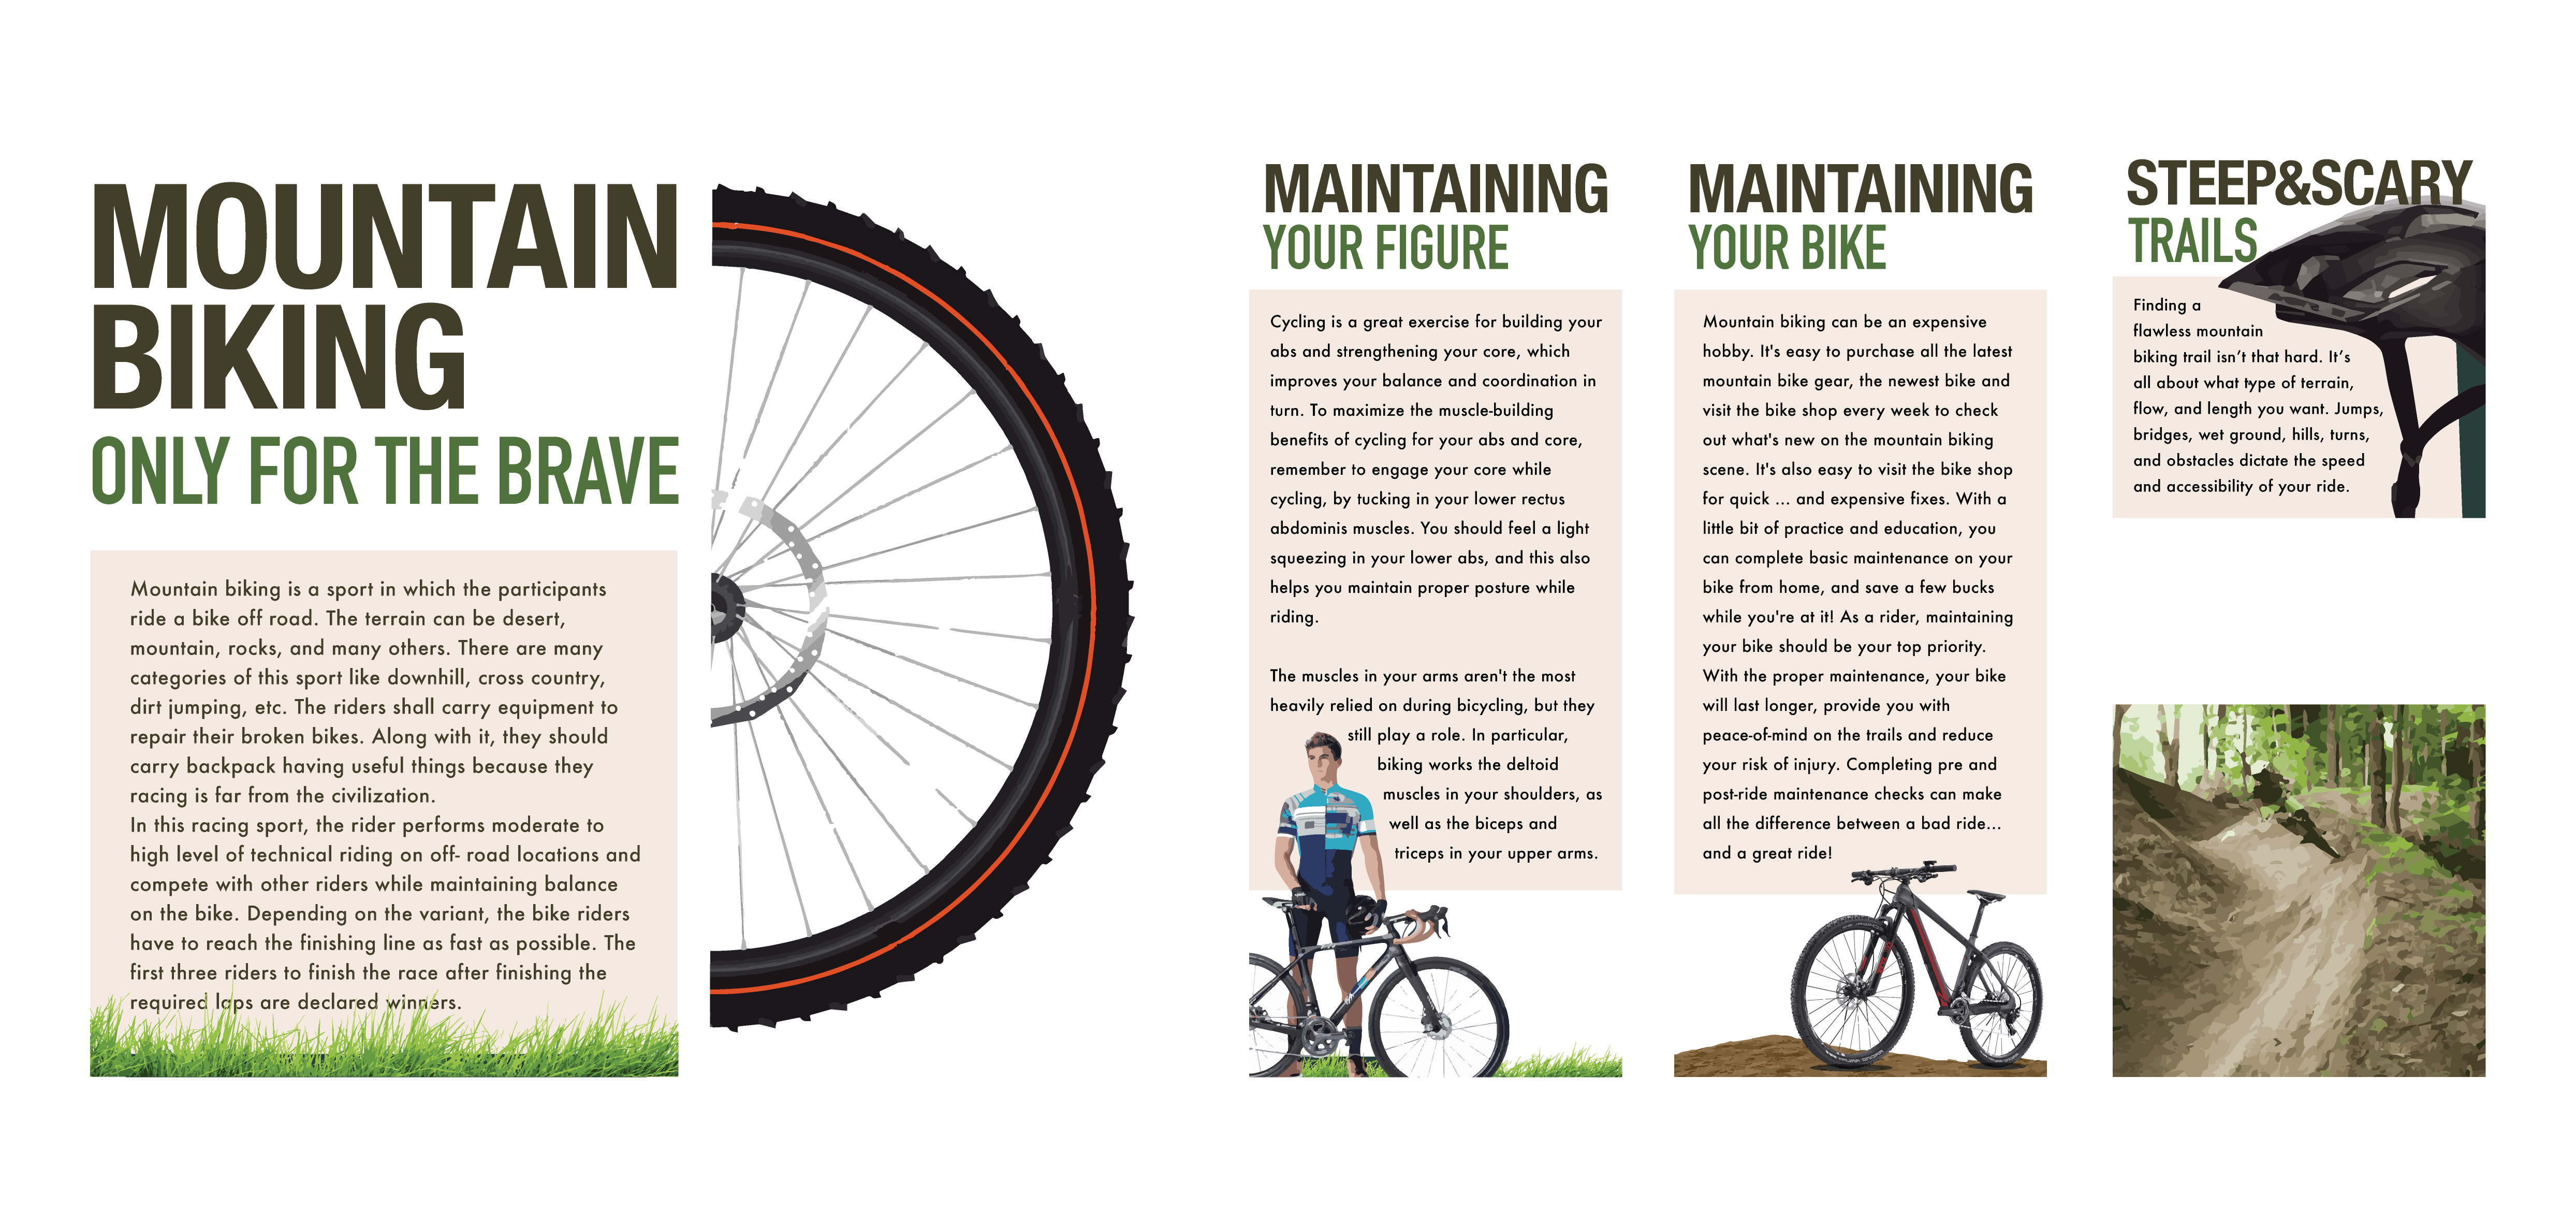 MOUNTAIN
BIKING
ONLY FOR THE BRAVE
Mountain biking is a sport in which the participants
ride a bike off road. The terrain can be desert,
mountain, rocks, and many others. There are many
categories of this sport like downhill, cross country,
dirt jumping, etc. The riders shall carry equipment to
repair their broken bikes. Along with it, they should
carry backpack having useful things because they
racing is far from the civilization.
In this racing sport, the rider performs moderate to
high level of technical riding on off- road locations and
compete with other riders while maintaining balance
on the bike. Depending on the variant, the bike riders
have to reach the finishing line as fast as possible. The
first three riders to finish the race after finishing the
required laps are declared winners.
MAINTAINING
YOUR FIGURE
Cycling is a great exercise for building your
abs and strengthening your core, which
improves your balance and coordination in
turn. To maximize the muscle-building
benefits of cycling for your abs and core,
remember to engage your core while
cycling, by tucking in your lower rectus
abdominis muscles. You should feel a light
squeezing in your lower abs, and this also
helps you maintain proper posture while
riding.
The muscles in your arms aren't the most
heavily relied on during bicycling, but they
still play a role. In particular,
biking works the deltoid
muscles in your shoulders, as
well as the biceps and
triceps in your upper arms.
MAINTAINING
YOUR BIKE
Mountain biking can be an expensive
hobby. It's easy to purchase all the latest
mountain bike gear, the newest bike and
visit the bike shop every week to check
out what's new on the mountain biking
scene. It's also easy to visit the bike shop
for quick ... and expensive fixes. With a
little bit of practice and education, you
can complete basic maintenance on your
bike from home, and save a few bucks
while you're at it! As a rider, maintaining
your bike should be your top priority.
With the proper maintenance, your bike
will last longer, provide you with
peace-of-mind on the trails and reduce
your risk of injury. Completing pre and
post-ride maintenance checks can make
all the difference between a bad ride...
and a great ride!
STEEP&SCARY
TRAILS
Finding a
flawless mountain
biking trail isn’t that hard. It’s
all about what type of terrain,
flow, and length you want. Jumps,
bridges, wet ground, hills, turns,
and obstacles dictate the speed
and accessibility of your ride.